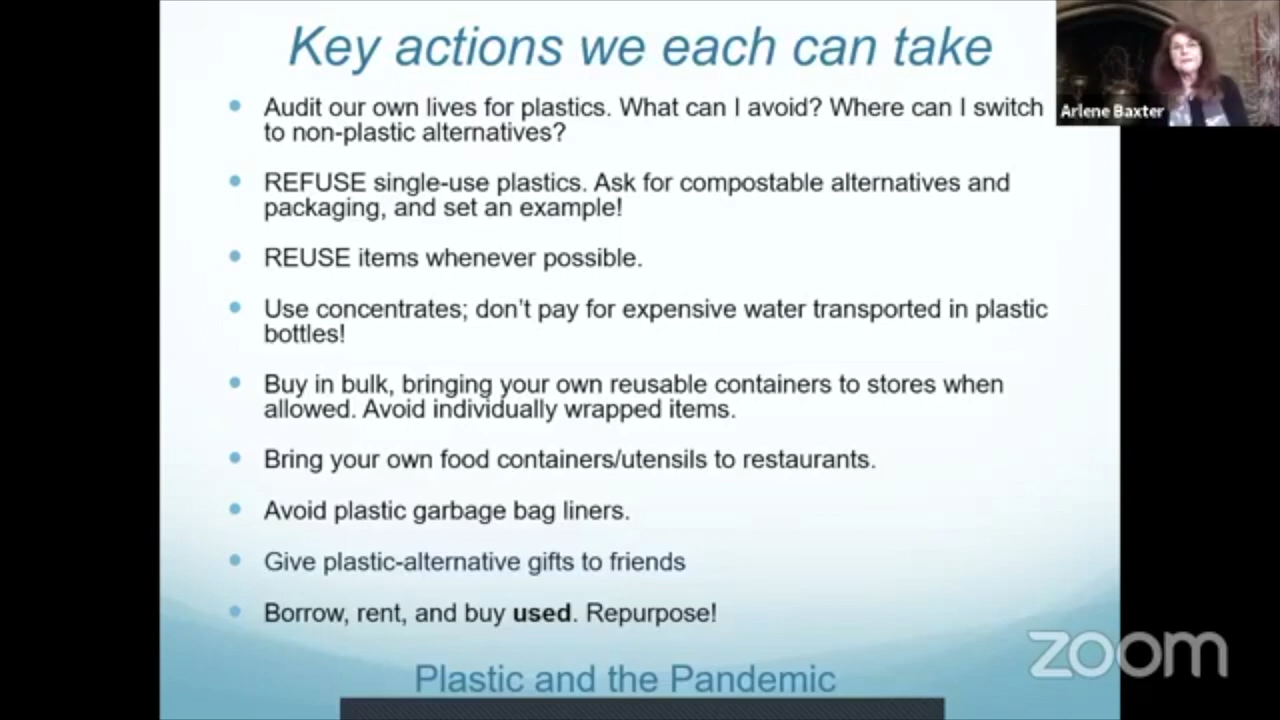 Key actions we each can take
Arlene Baxter
Audit our own lives for plastics. What can I avoid? Where can I switch
to non-plastic alternatives?
REFUSE single-use plastics. Ask for compostable alternatives and
packaging, and set an example!
REUSE items whenever possible.
Use concentrates; don't pay for expensive water transported in plastic
bottles!
Buy in bulk, bringing your own reusable containers to stores when
allowed. Avoid individually wrapped items.
Bring your own food containers/utensils to restaurants.
Avoid plastic garbage bag liners.
Give plastic-alternative gifts to friends
Borrow, rent, and buy used. Repurpose!
zoom
Plastic and the Pandemic